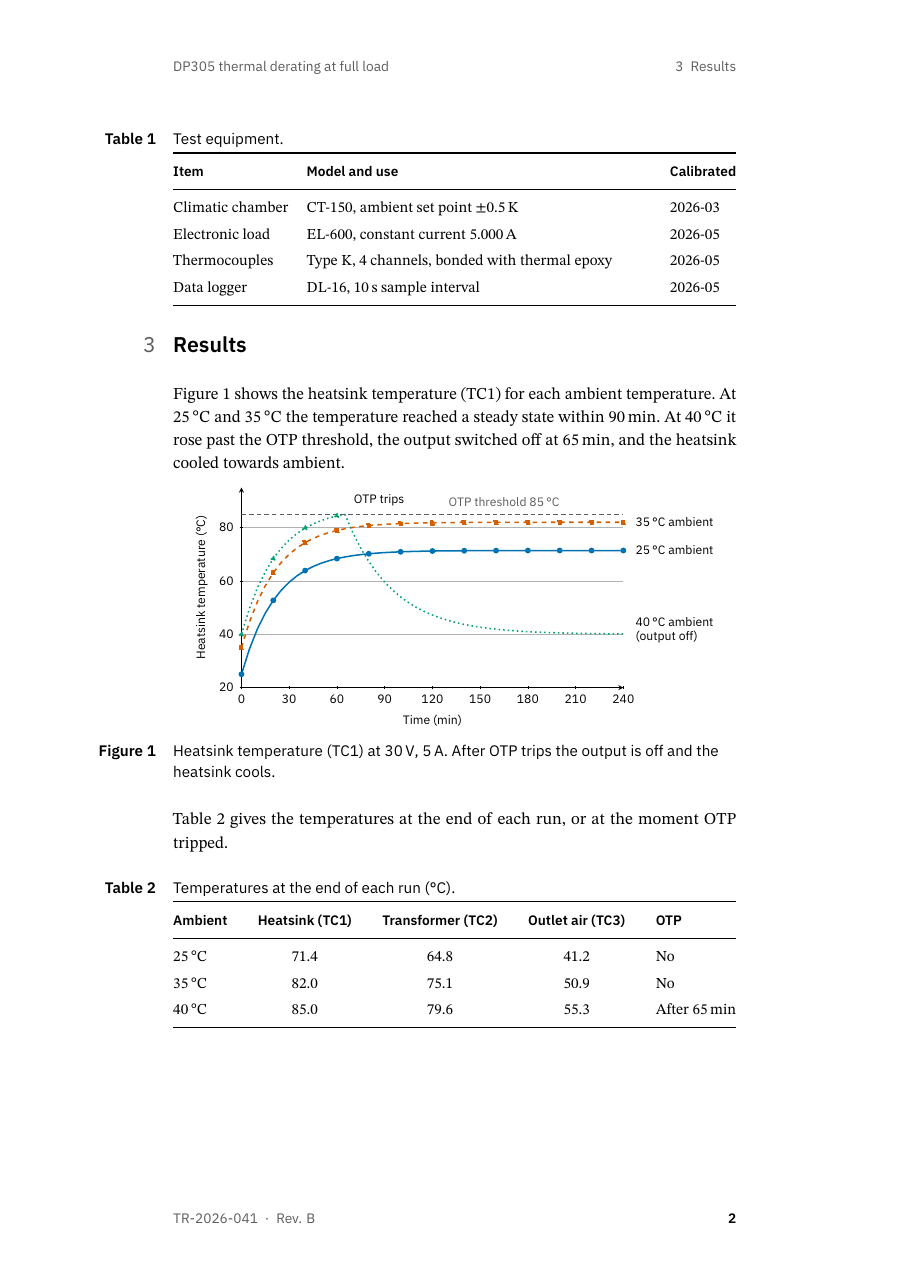 DP305 thermal derating at full load 3 Results
Table 1 Test equipment.
Item Model and use Calibrated
Climatic chamber CT-150, ambient set point ±0.5 K 2026-03
Electronic load EL-600, constant current 5.000 A 2026-05
Thermocouples Type K, 4 channels, bonded with thermal epoxy 2026-05
Data logger DL-16, 10 s sample interval 2026-05
3 Results
Figure 1 shows the heatsink temperature (TC1) for each ambient temperature. At
25 °C and 35 °C the temperature reached a steady state within 90 min. At 40 °C it
rose past the OTP threshold, the output switched off at 65 min, and the heatsink
cooled towards ambient.
OTP trips OTP threshold 85 °C
35 °C ambient
25 °C ambient
40 °C ambient
(output off)
Heatsink temperature (°C)
80
60
40
20
0 30 60 90 120 150 180 210 240
Time (min)
Figure 1 Heatsink temperature (TC1) at 30 V, 5 A. After OTP trips the output is off and the
heatsink cools.
Table 2 gives the temperatures at the end of each run, or at the moment OTP
tripped.
Table 2 Temperatures at the end of each run (°C).
Ambient Heatsink (TC1) Transformer (TC2) Outlet air (TC3) OTP
25 °C 71.4 64.8 41.2 No
35 °C 82.0 75.1 50.9 No
40 °C 85.0 79.6 55.3 After 65 min
TR-2026-041 · Rev. B 2